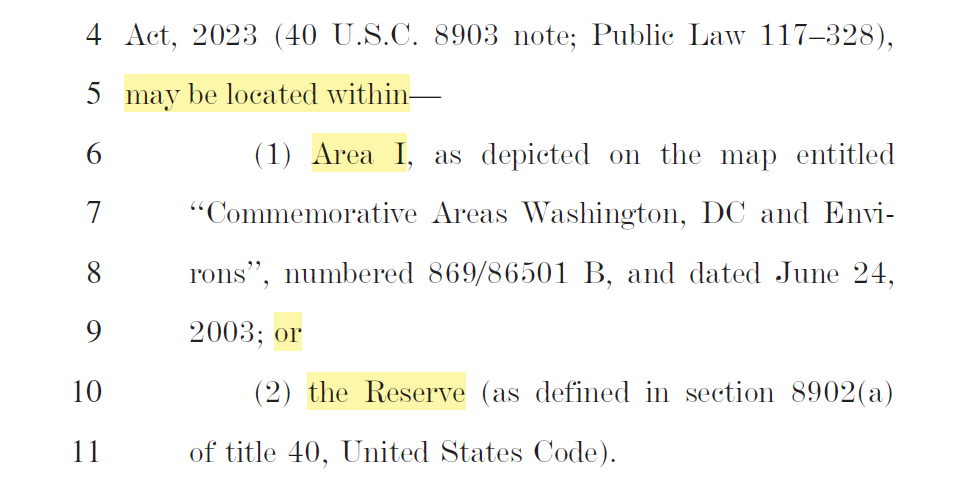 4 Act, 2023 (40 U.S.C. 8903 note; Public Law 117–328),
5 may be located within—
6 (1) Area I, as depicted on the map entitled
7 “Commemorative Areas Washington, DC and Envi-
8 rons”, numbered 869/86501 B, and dated June 24,
9 2003; or
10 (2) the Reserve (as defined in section 8902(a)
11 of title 40, United States Code).